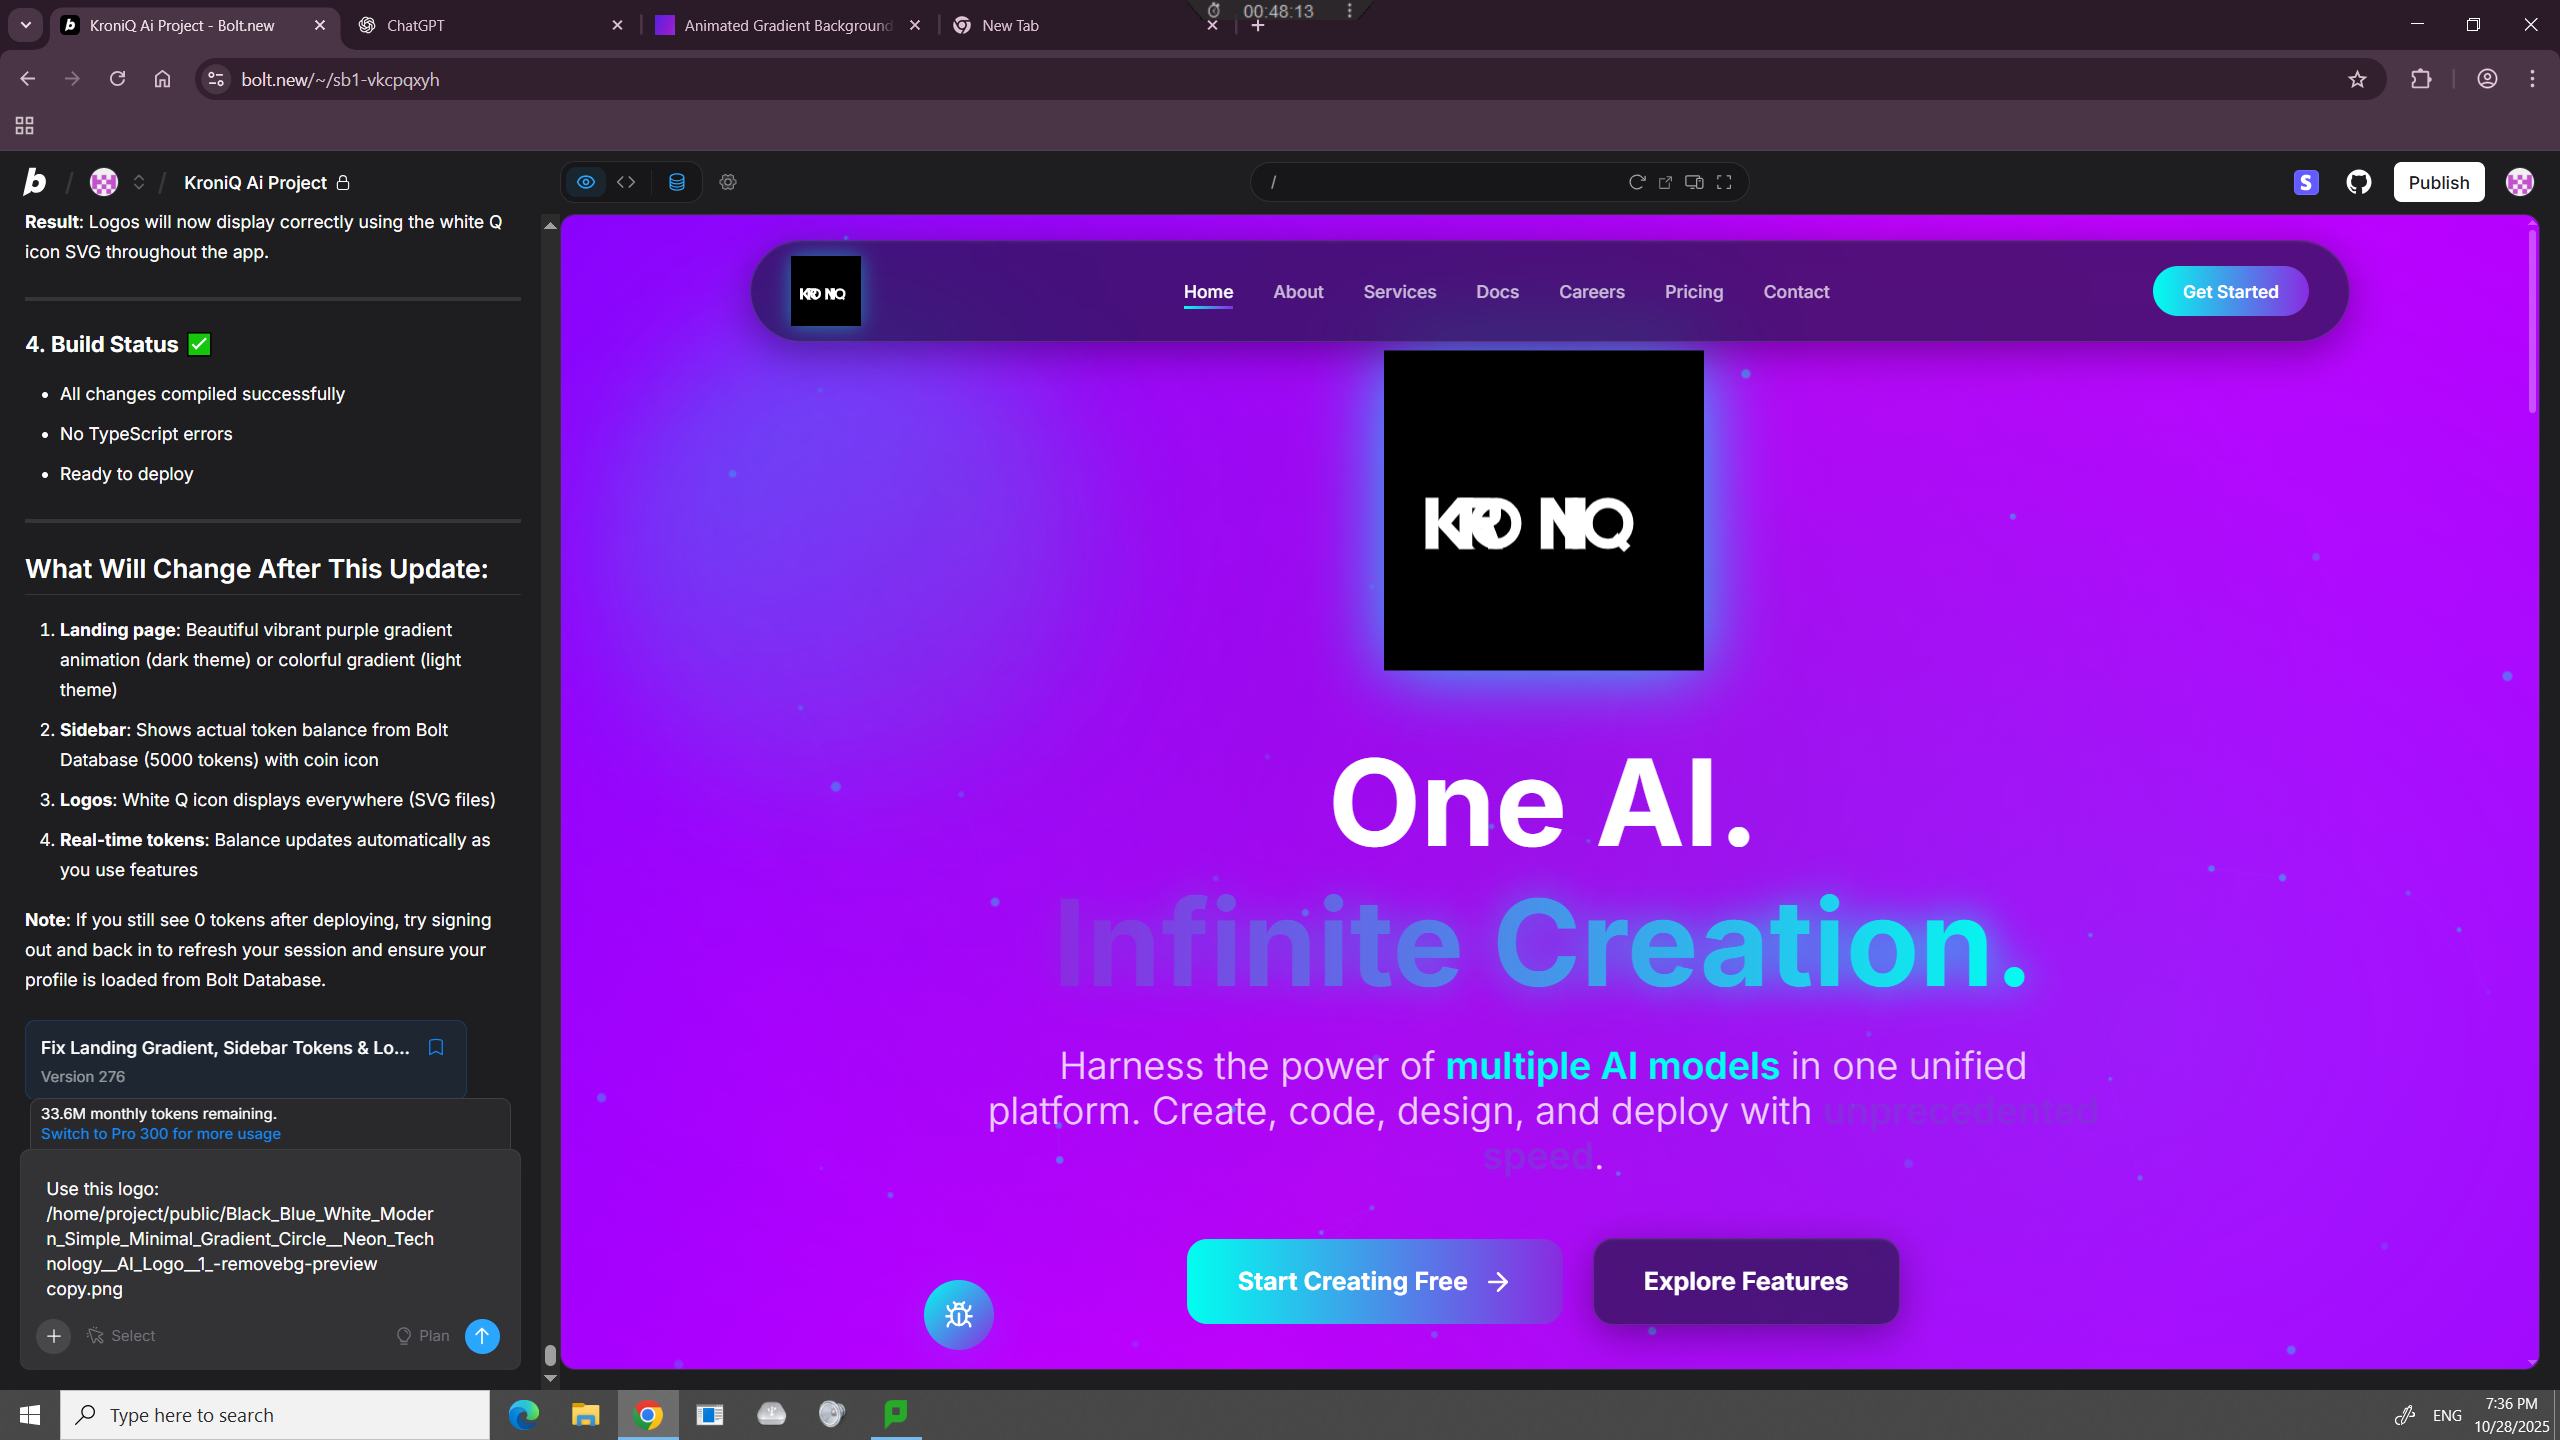 KroniQ Ai Project - Bolt.new
ChatGPT
Animated Gradient Background
New Tab
00:48:13
bolt.new/~/sb1-vkcpqxyh
KroniQ Ai Project
/
Publish
Result: Logos will now display correctly using the white Q
icon SVG throughout the app.
4. Build Status ✅
• All changes compiled successfully
• No TypeScript errors
• Ready to deploy
What Will Change After This Update:
1. Landing page: Beautiful vibrant purple gradient
animation (dark theme) or colorful gradient (light
theme)
2. Sidebar: Shows actual token balance from Bolt
Database (5000 tokens) with coin icon
3. Logos: White Q icon displays everywhere (SVG files)
4. Real-time tokens: Balance updates automatically as
you use features
Note: If you still see 0 tokens after deploying, try signing
out and back in to refresh your session and ensure your
profile is loaded from Bolt Database.
Fix Landing Gradient, Sidebar Tokens & Lo...
Version 276
33.6M monthly tokens remaining.
Switch to Pro 300 for more usage
Use this logo:
/home/project/public/Black_Blue_White_Moder
n_Simple_Minimal_Gradient_Circle__Neon_Tech
nology__AI_Logo__1_-removebg-preview
copy.png
Select
Plan
KRO NIQ
Home
About
Services
Docs
Careers
Pricing
Contact
Get Started
KRO NIQ
One AI.
Infinite Creation.
Harness the power of multiple AI models in one unified
platform. Create, code, design, and deploy with unprecedented
speed.
Start Creating Free →
Explore Features
Type here to search
ENG
7:36 PM
10/28/2025